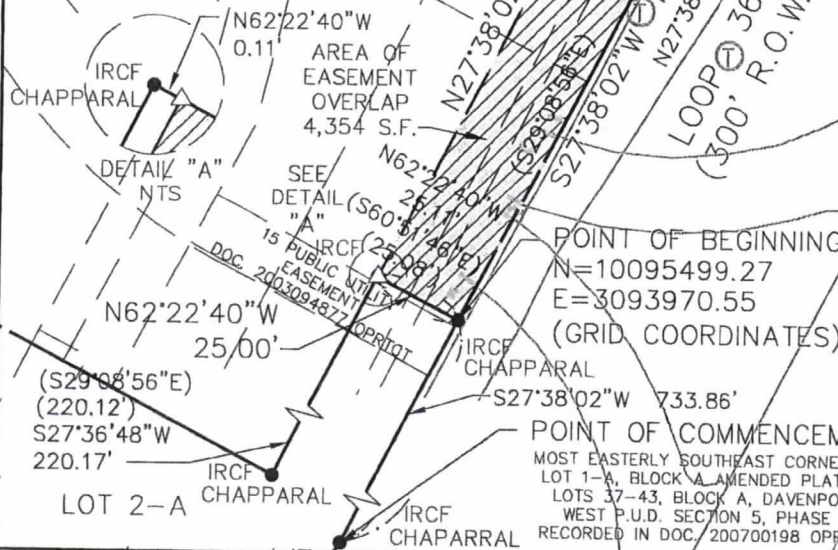 N62°22'40"W
0.11'
IRCF
CHAPPARAL
DETAIL "A"
NTS
AREA OF
EASEMENT
OVERLAP
4,354 S.F.
SEE
DETAIL
"A"
N27°38'0
(S29°08'56"E)
S27°38'02"W
N27°38'
LOOP 36
(300' R.O.W.
T
T
N62°22'40"W
25.11'
(S60°51'46"E)
(25.08')
IRCF
15 PUBLIC UTILITY
EASEMENT
DOC. 2003094877 OPRTCT
N62°22'40"W
25.00'
POINT OF BEGINNING
N=10095499.27
E=3093970.55
(GRID COORDINATES)
IRCF
CHAPPARAL
(S29°08'56"E)
(220.12')
S27°36'48"W
220.17'
S27°38'02"W 733.86'
IRCF
CHAPPARAL
LOT 2-A
POINT OF COMMENCEM
MOST EASTERLY SOUTHEAST CORNE
LOT 1-A, BLOCK A AMENDED PLAT
LOTS 37-43, BLOCK A, DAVENPO
WEST P.U.D. SECTION 5, PHASE
RECORDED IN DOC. 200700198 OP
IRCF
CHAPARRAL